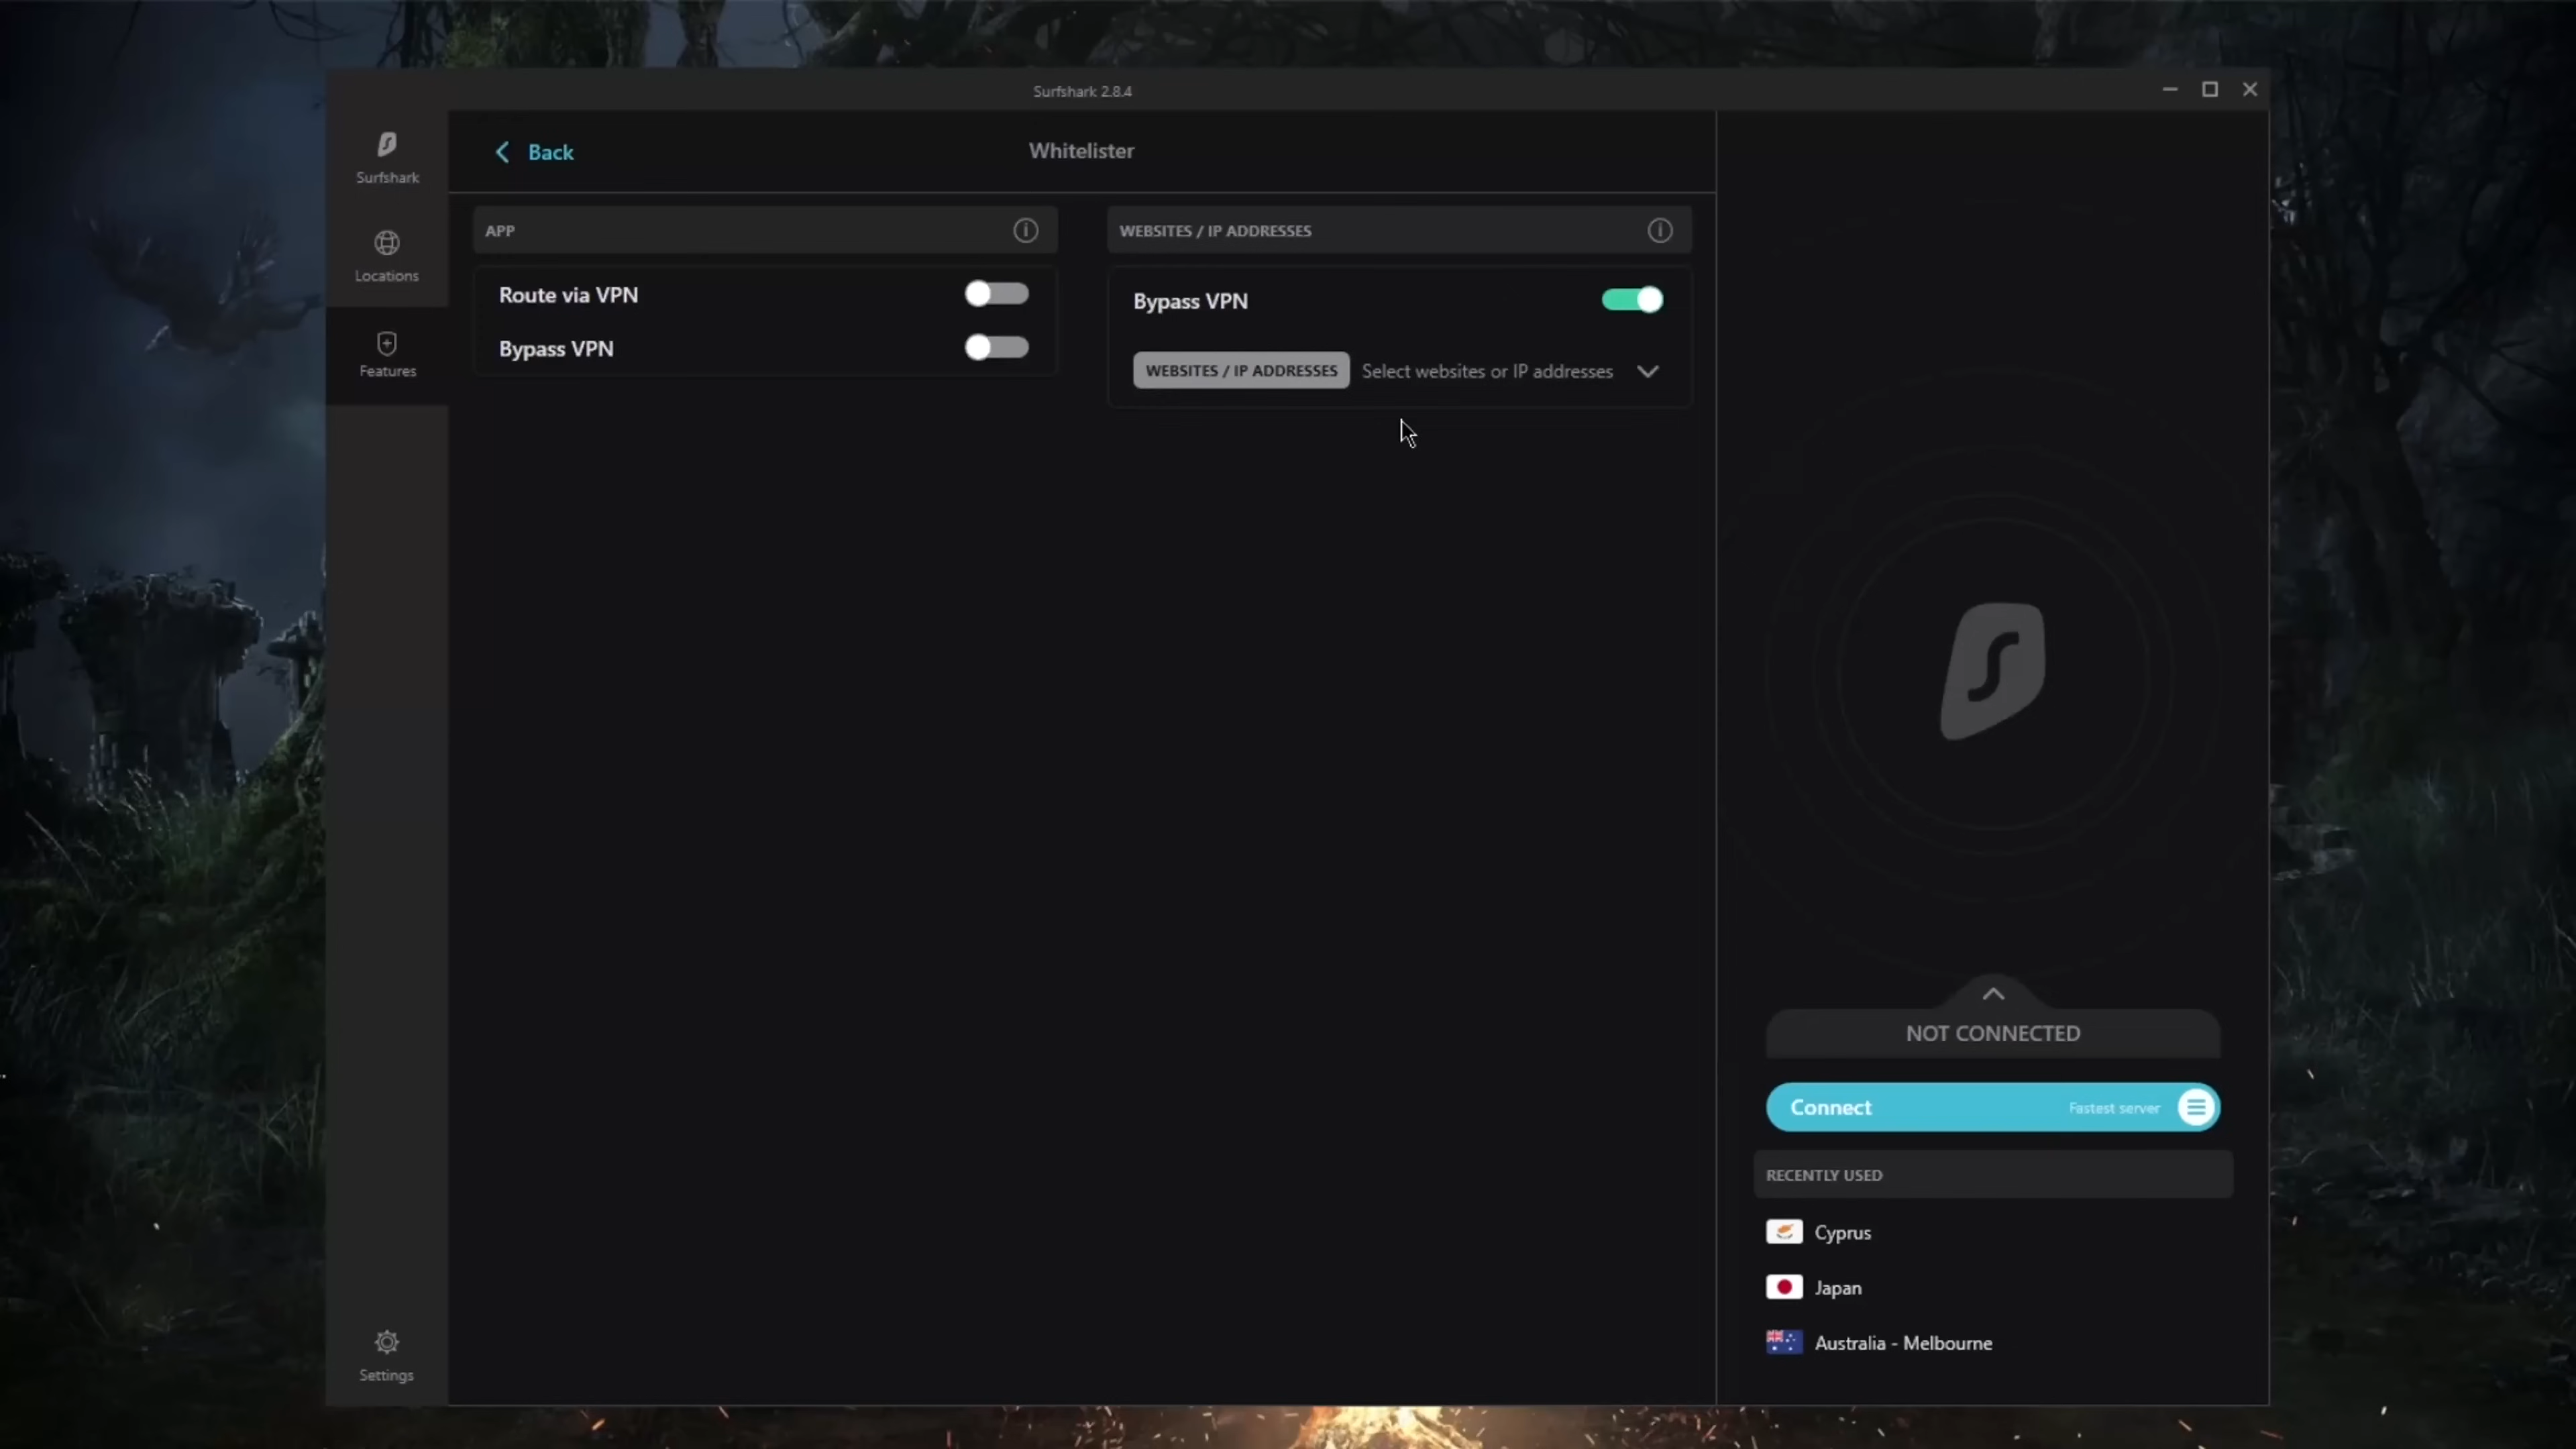 Surfshark 2.8.4
Surfshark
Locations
Features
Settings
Back
Whitelister
APP
Route via VPN
Bypass VPN
WEBSITES / IP ADDRESSES
Bypass VPN
WEBSITES / IP ADDRESSES Select websites or IP addresses
NOT CONNECTED
Connect Fastest server
RECENTLY USED
Cyprus
Japan
Australia - Melbourne